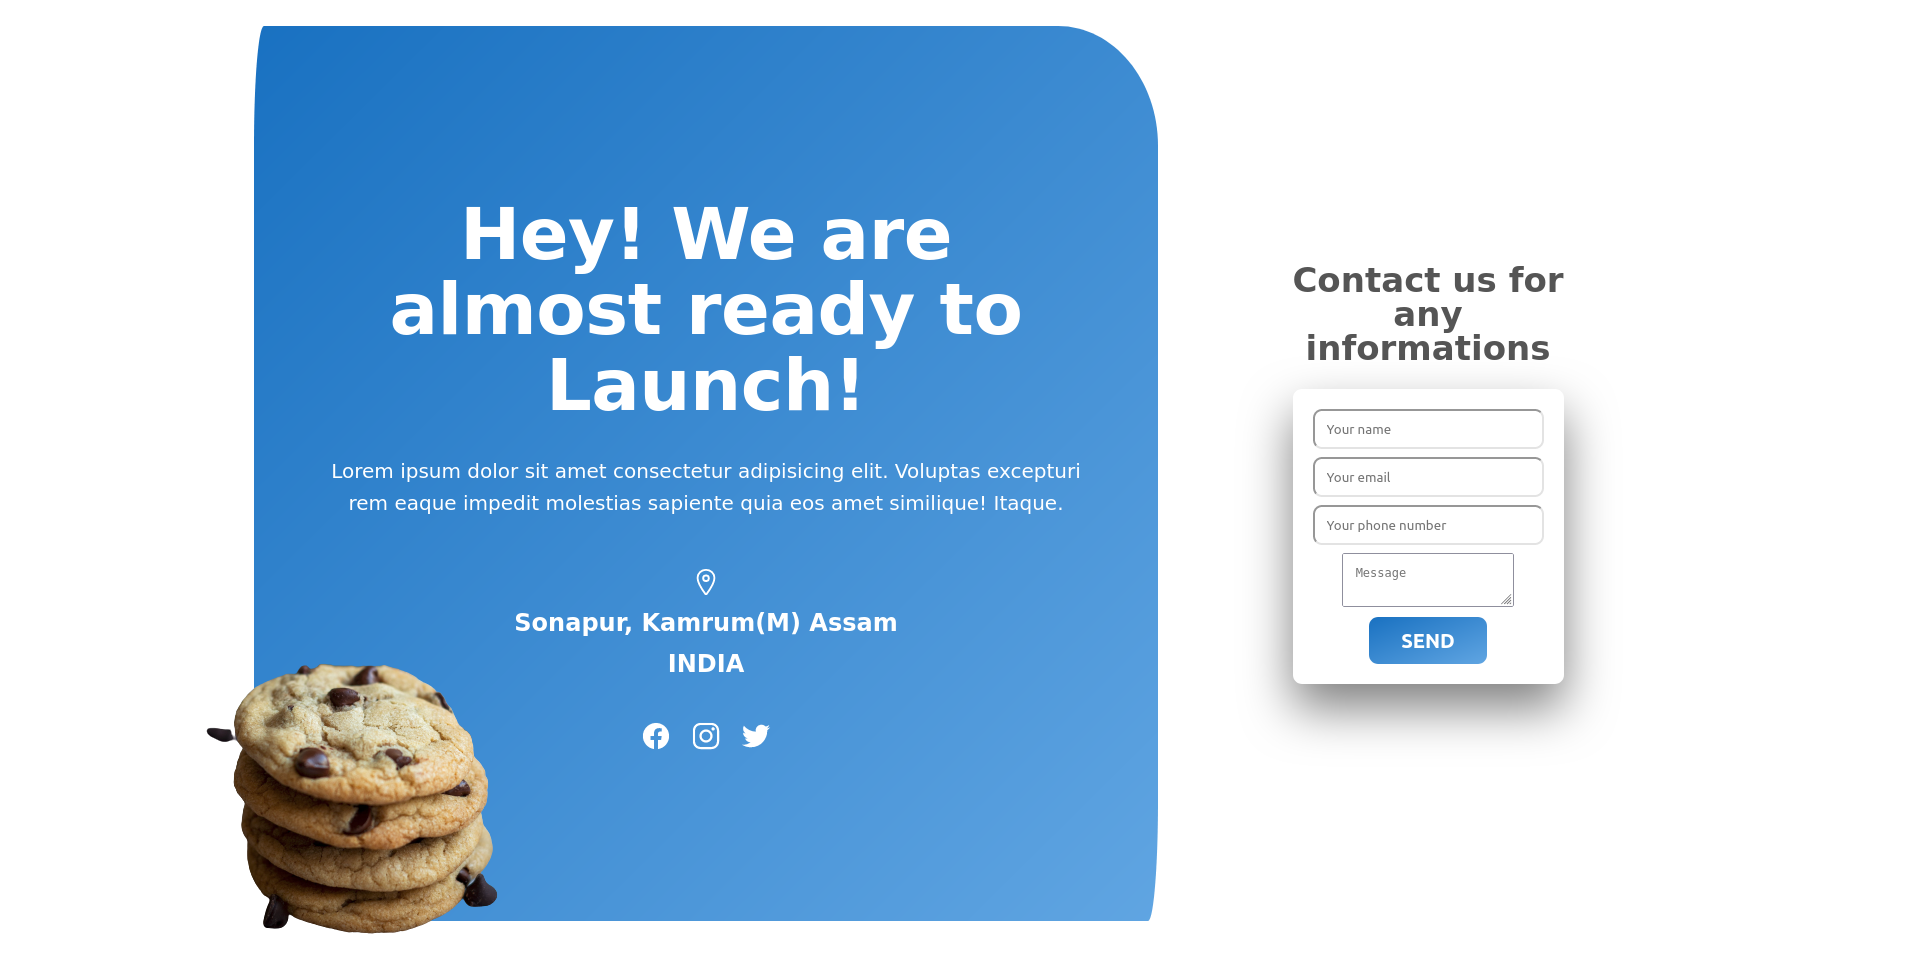 Hey! We are
almost ready to
Launch!
Lorem ipsum dolor sit amet consectetur adipisicing elit. Voluptas excepturi
rem eaque impedit molestias sapiente quia eos amet similique! Itaque.
Sonapur, Kamrum(M) Assam
INDIA
Contact us for
any
informations
Your name
Your email
Your phone number
Message
SEND